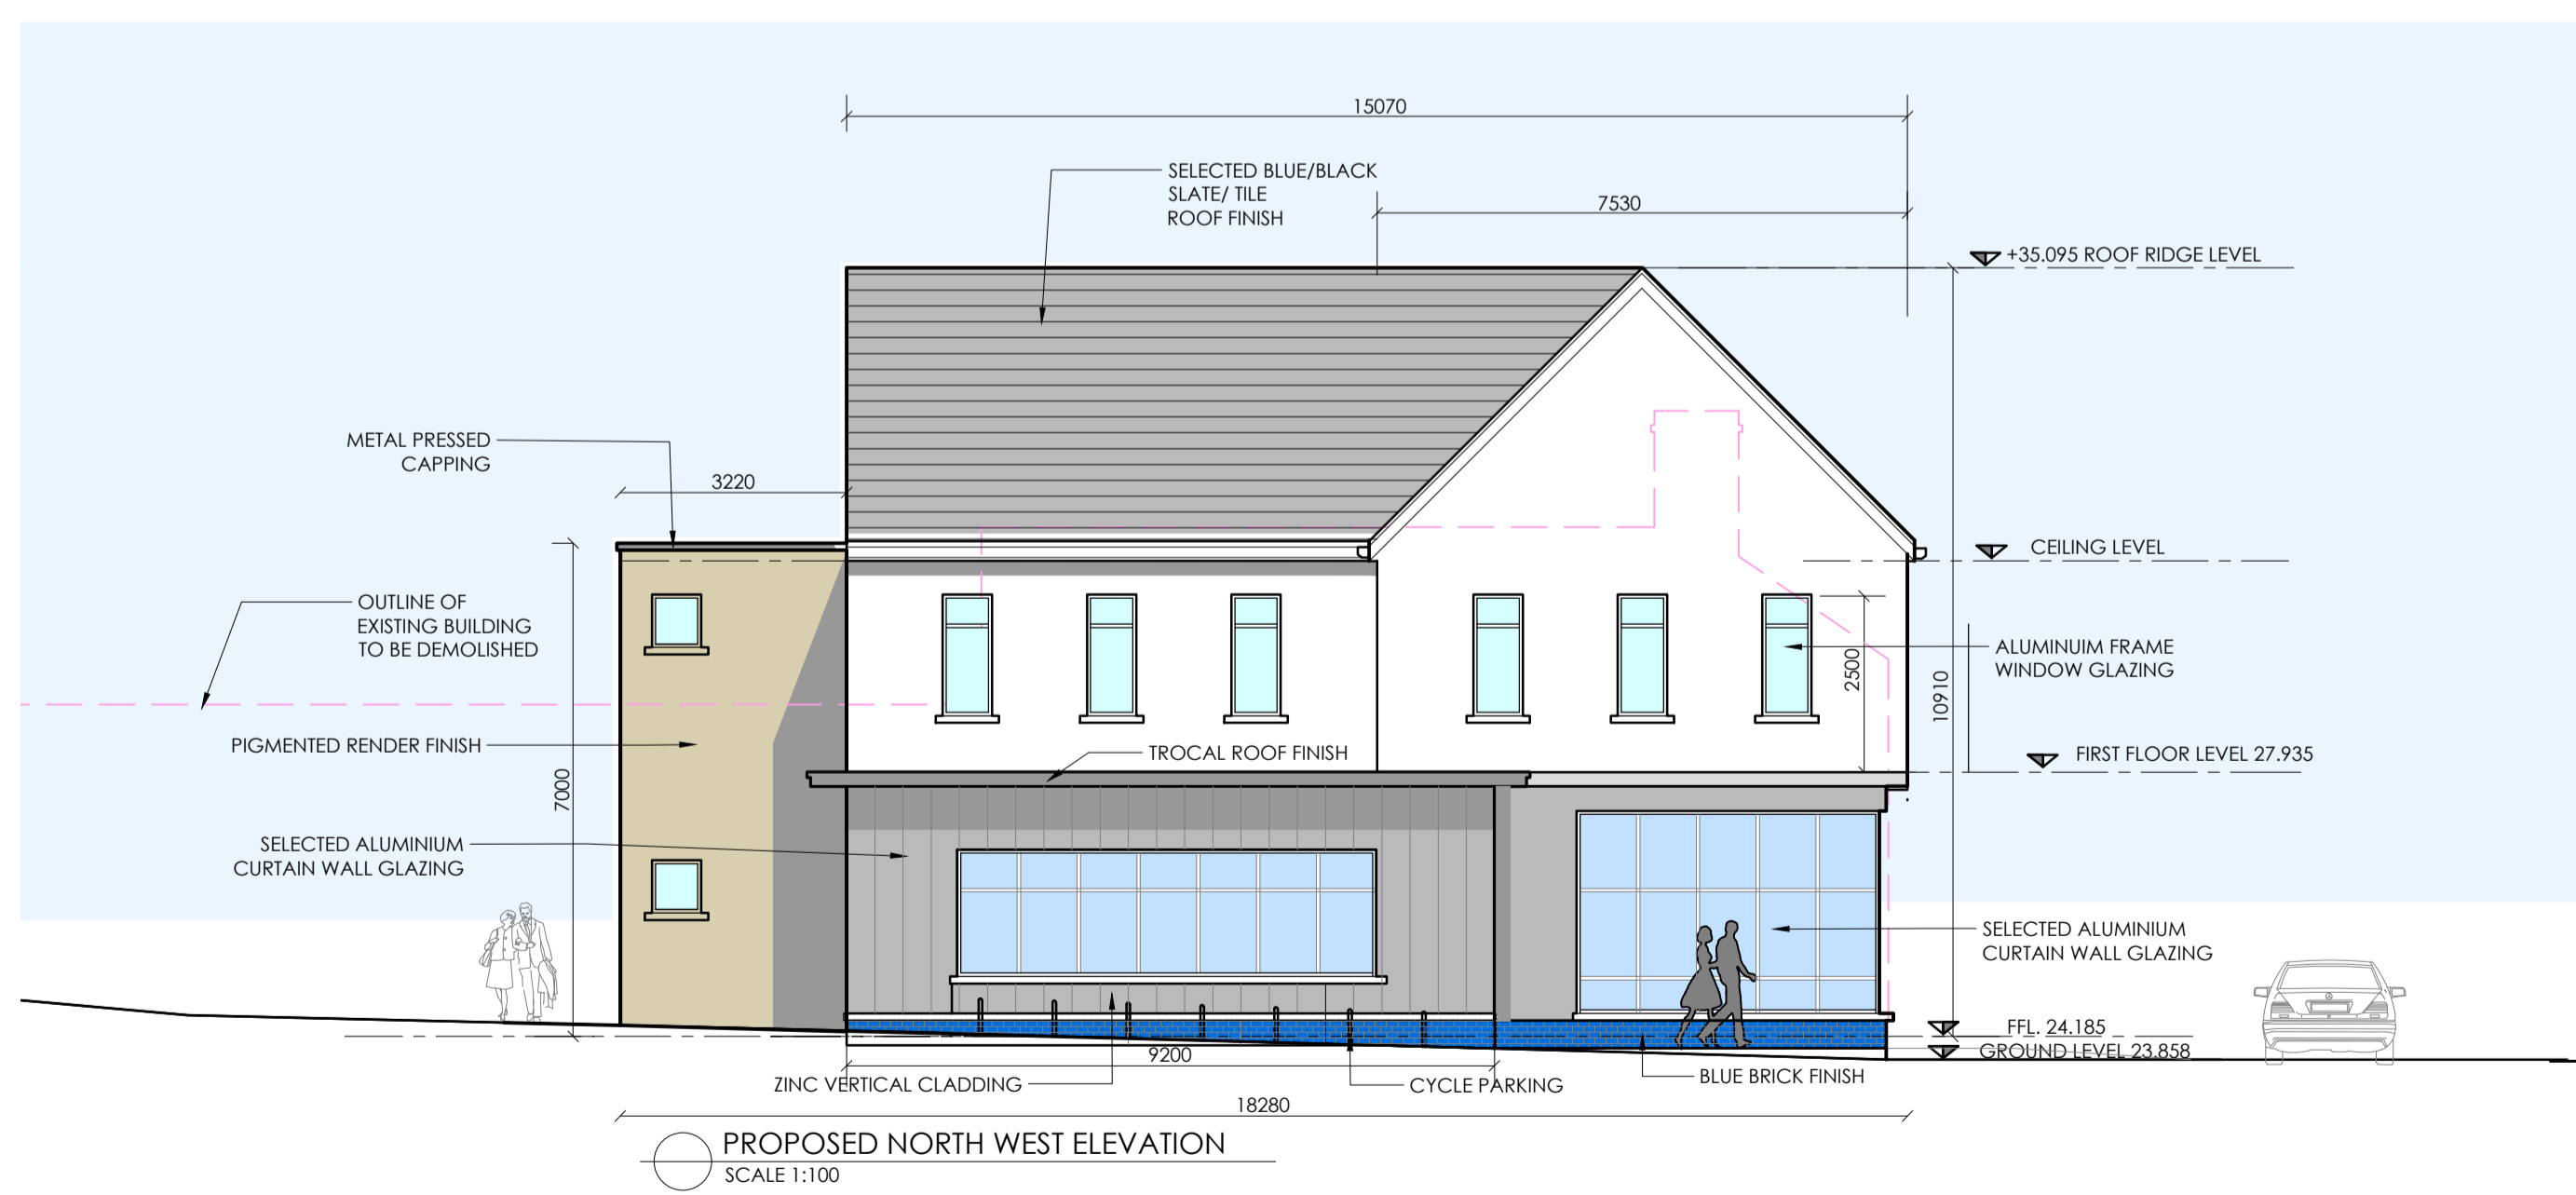 15070
SELECTED BLUE/BLACK
SLATE/ TILE
ROOF FINISH
7530
+35.095 ROOF RIDGE LEVEL
METAL PRESSED
CAPPING
3220
CEILING LEVEL
OUTLINE OF
EXISTING BUILDING
TO BE DEMOLISHED
ALUMINUIM FRAME
WINDOW GLAZING
2500
10910
PIGMENTED RENDER FINISH
TROCAL ROOF FINISH
FIRST FLOOR LEVEL 27.935
7000
SELECTED ALUMINIUM
CURTAIN WALL GLAZING
SELECTED ALUMINIUM
CURTAIN WALL GLAZING
FFL. 24.185
GROUND LEVEL 23.858
9200
ZINC VERTICAL CLADDING
CYCLE PARKING
BLUE BRICK FINISH
18280
PROPOSED NORTH WEST ELEVATION
SCALE 1:100